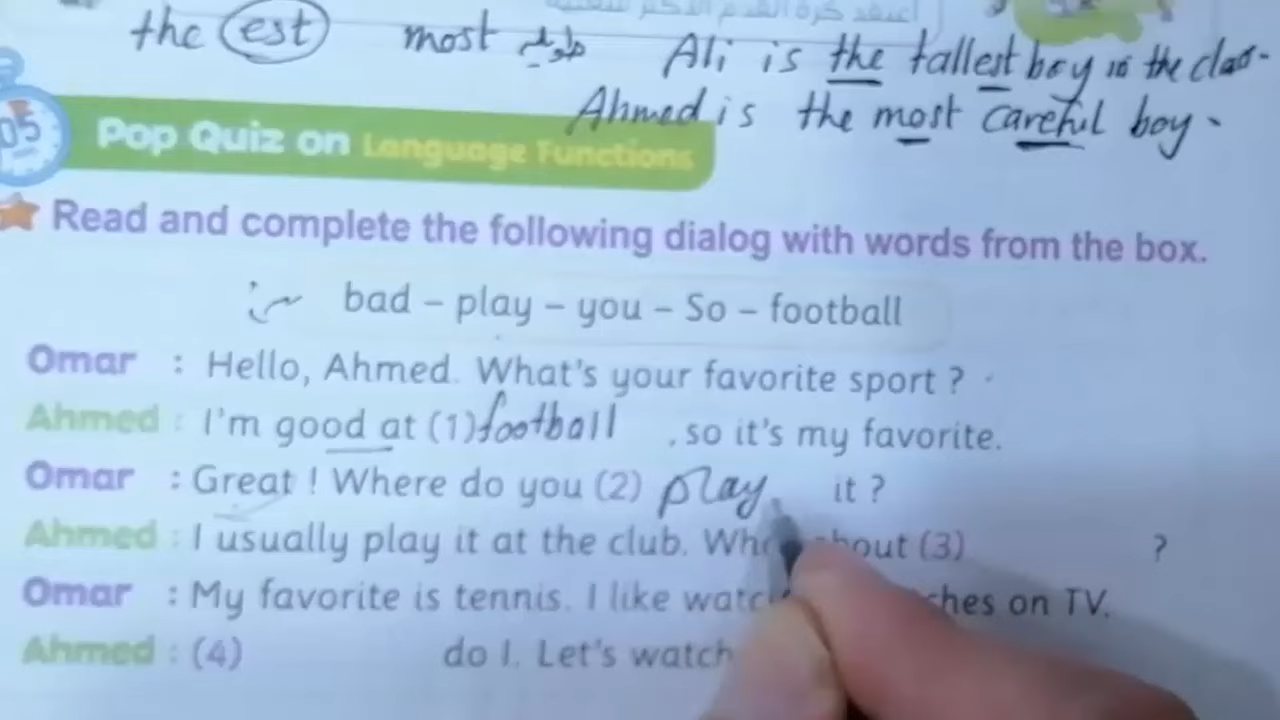 the est most طويلة Ali is the tallest boy in the class.
Ahmed is the most careful boy.
05 Pop Quiz on Language Functions
Read and complete the following dialog with words from the box.
bad – play – you – So – football
Omar : Hello, Ahmed. What's your favorite sport ?
Ahmed : I'm good at (1) football , so it's my favorite.
Omar : Great ! Where do you (2) play it ?
Ahmed : I usually play it at the club. What about (3) ?
Omar : My favorite is tennis. I like on TV.
Ahmed : (4) do I. Let's watch